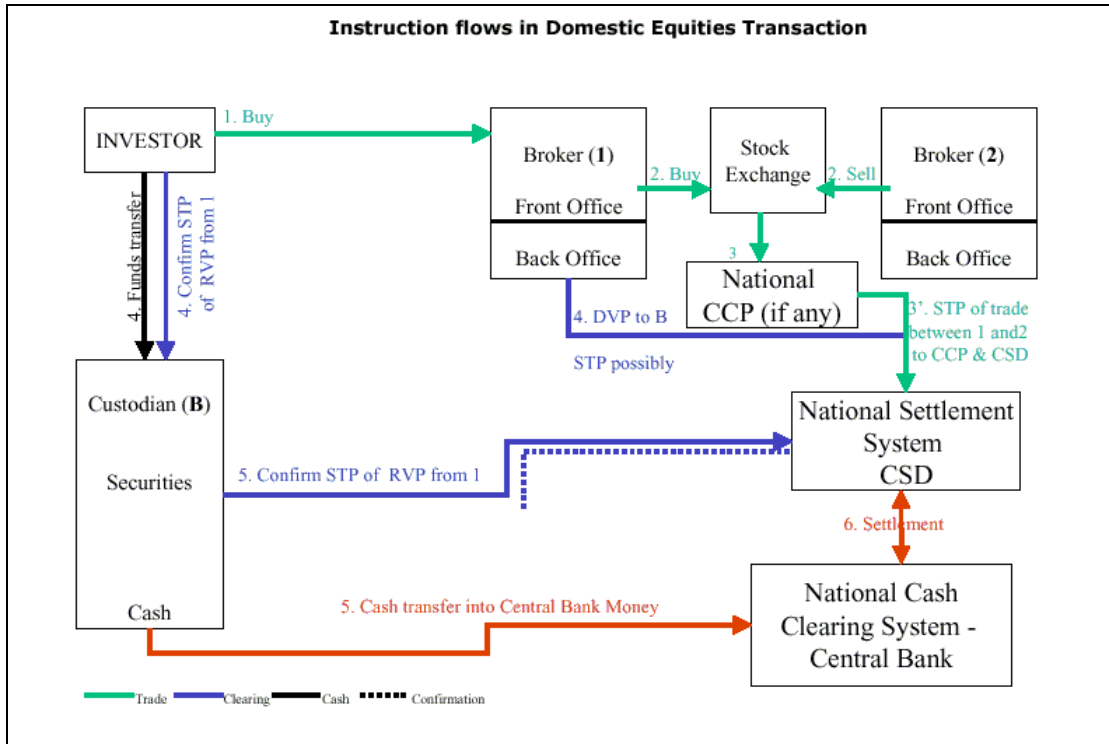 Instruction flows in Domestic Equities Transaction
INVESTOR
1. Buy
Broker (1)
Front Office
Back Office
2. Buy
Stock
Exchange
2. Sell
Broker (2)
Front Office
Back Office
3
National
CCP (if any)
4. Funds transfer
4. Confirm STP
of RVP from 1
4. DVP to B
STP possibly
3'. STP of trade
between 1 and2
to CCP & CSD
Custodian (B)
Securities
Cash
5. Confirm STP of RVP from 1
National Settlement
System
CSD
6. Settlement
5. Cash transfer into Central Bank Money
National Cash
Clearing System -
Central Bank
Trade
Clearing
Cash
Confirmation